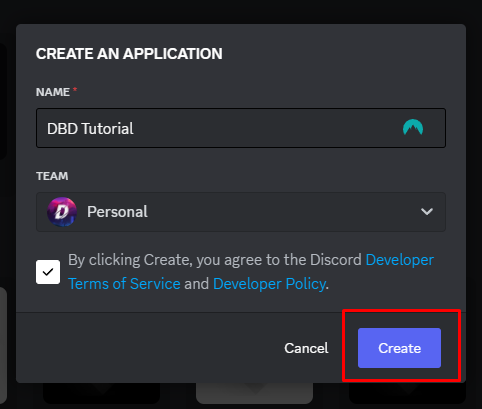 CREATE AN APPLICATION
NAME *
DBD Tutorial
TEAM
D
Personal
By clicking Create, you agree to the Discord Developer
Terms of Service and Developer Policy.
Cancel
Create